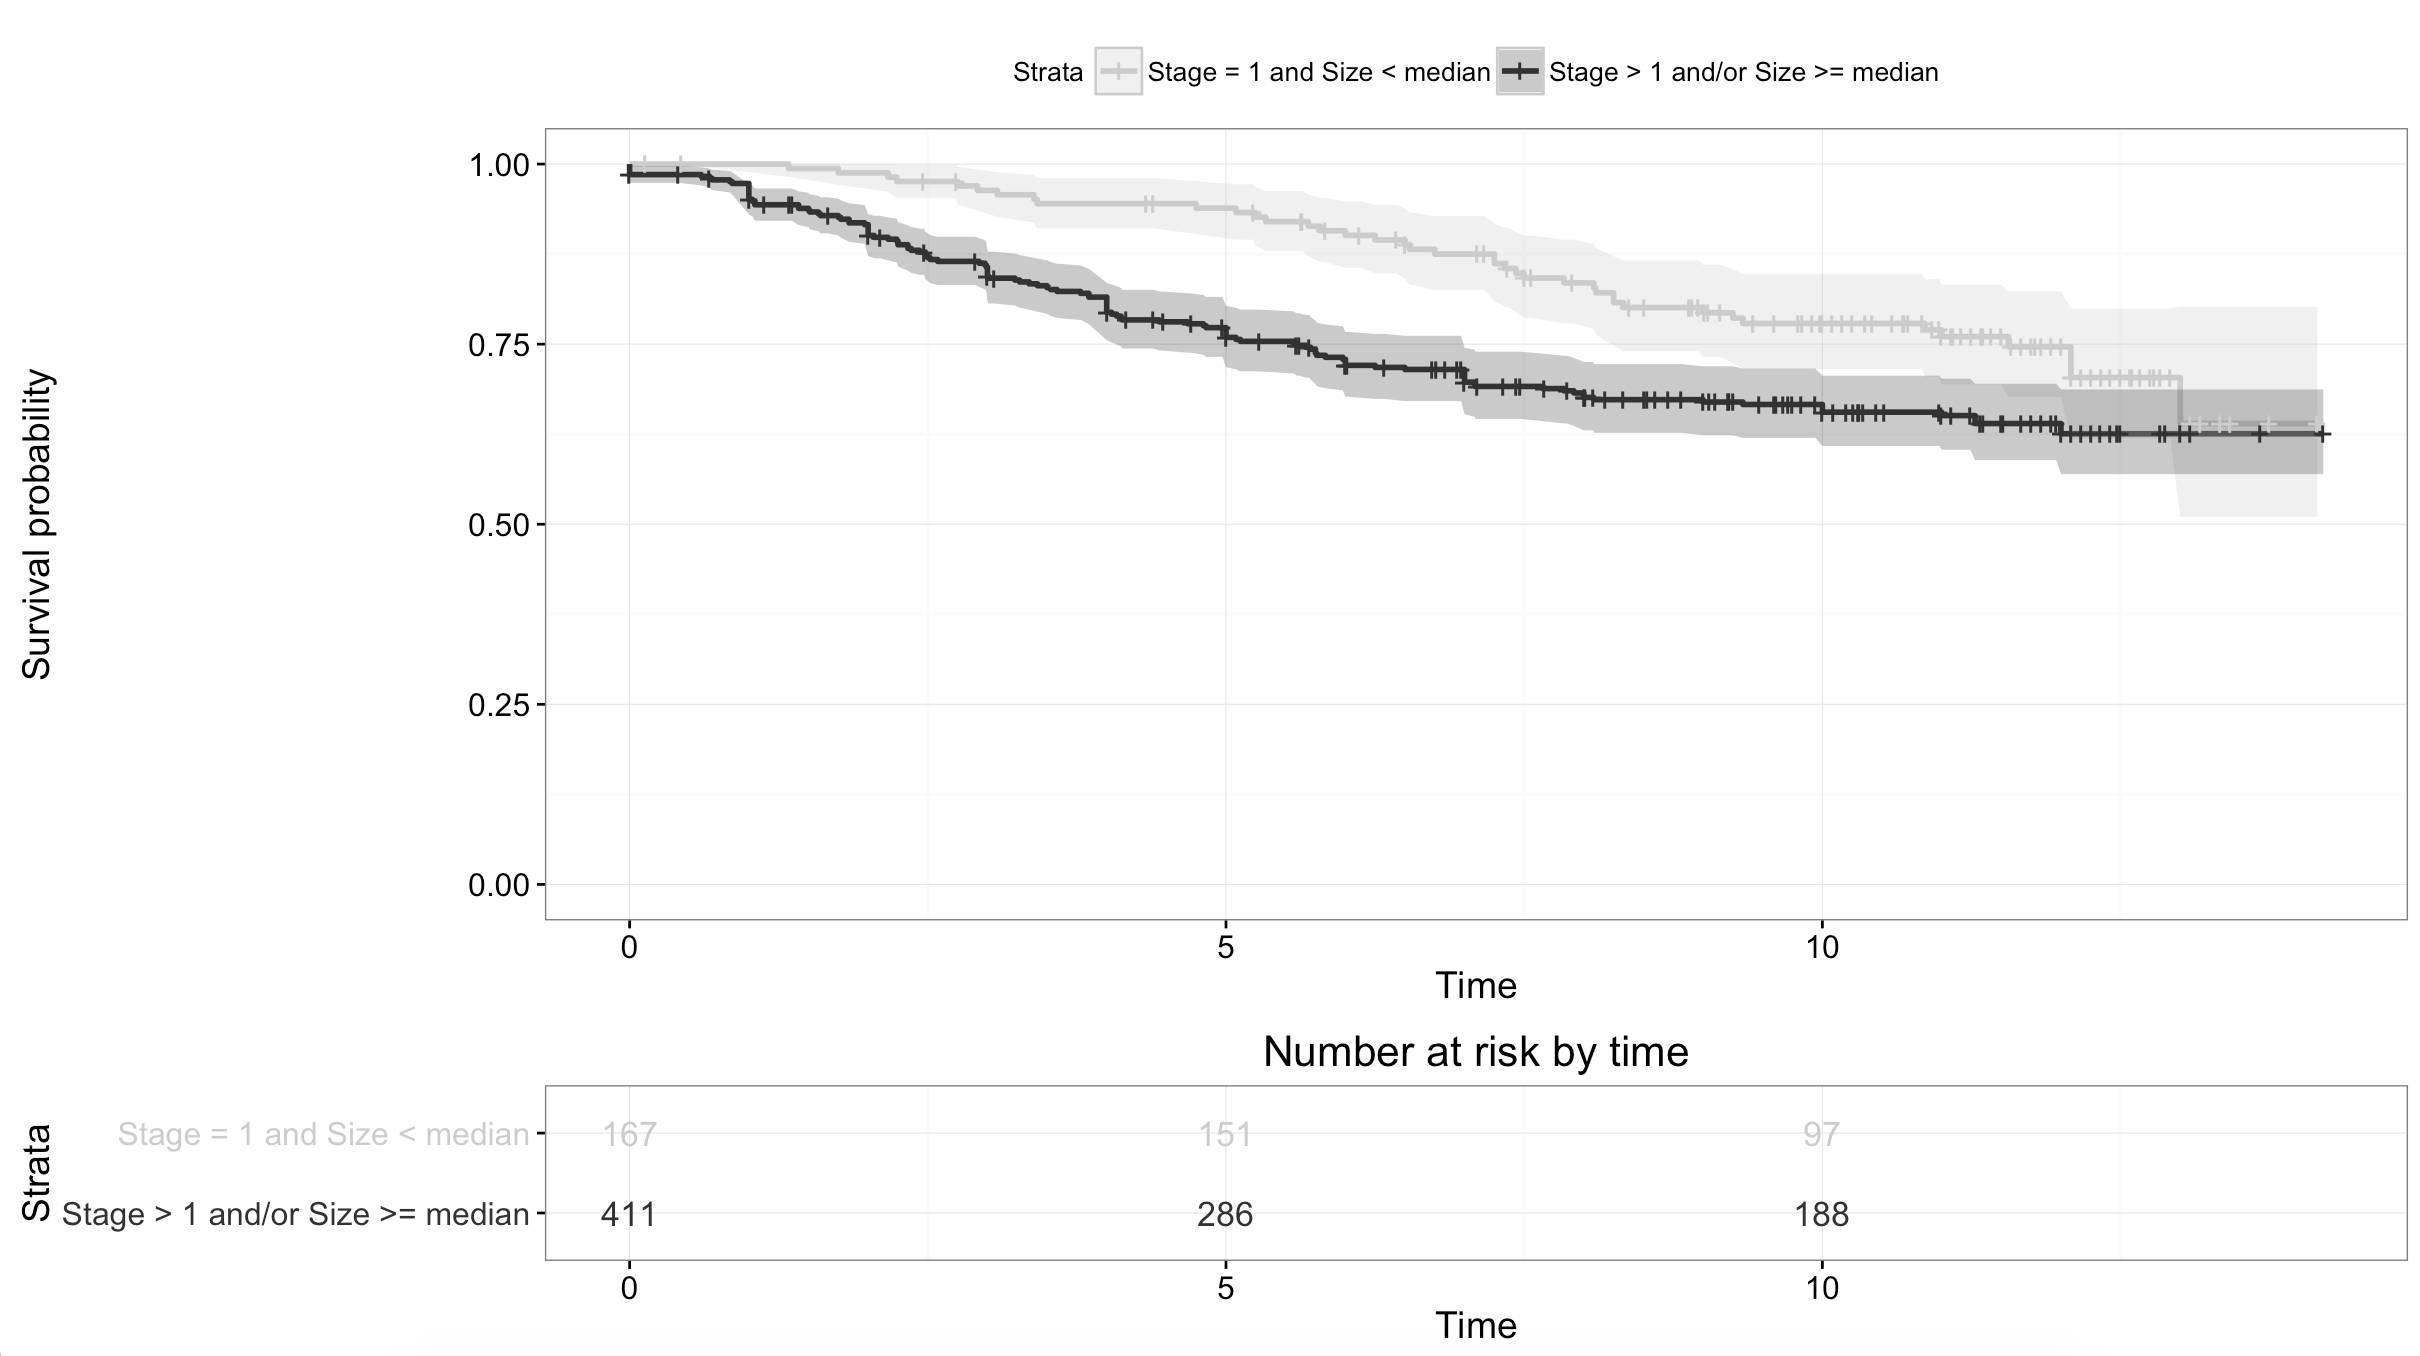 Strata Stage = 1 and Size < median Stage > 1 and/or Size >= median
Survival probability
1.00
0.75
0.50
0.25
0.00
0 5 10
Time
Number at risk by time
Strata
Stage = 1 and Size < median 167 151 97
Stage > 1 and/or Size >= median 411 286 188
0 5 10
Time